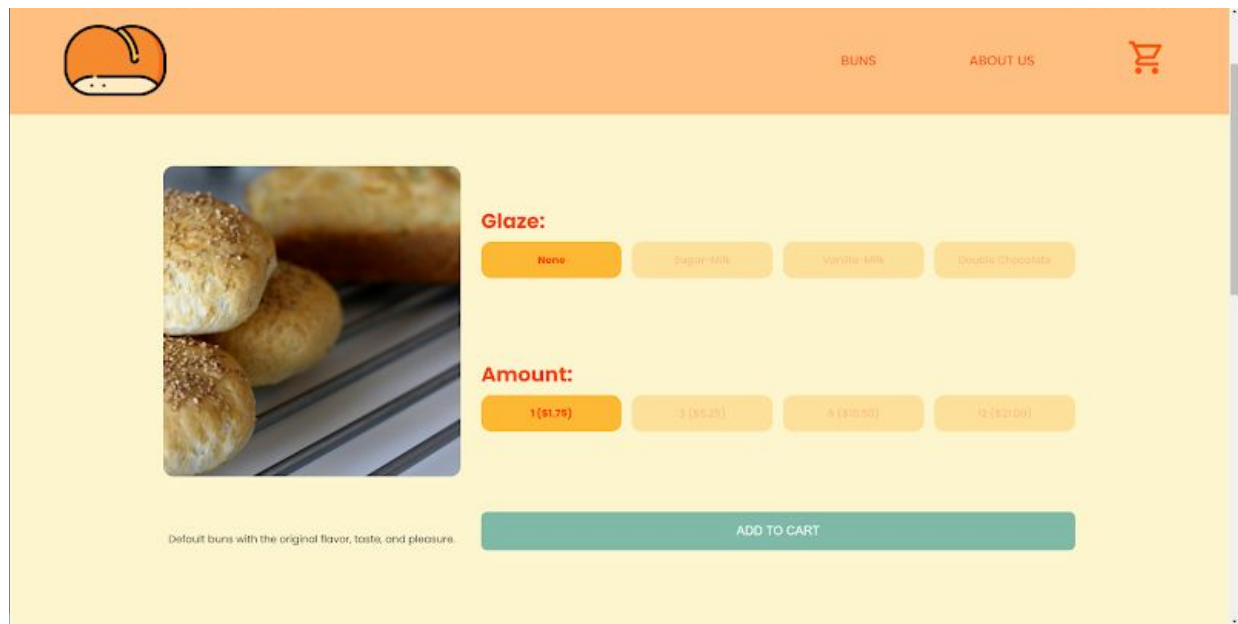 BUNS ABOUT US
Glaze:
None Sugar-Milk Vanilla-Milk Double Chocolate
Amount:
1 ($1.75) 3 ($5.25) 6 ($10.50) 12 ($21.00)
ADD TO CART
Default buns with the original flavor, taste, and pleasure.